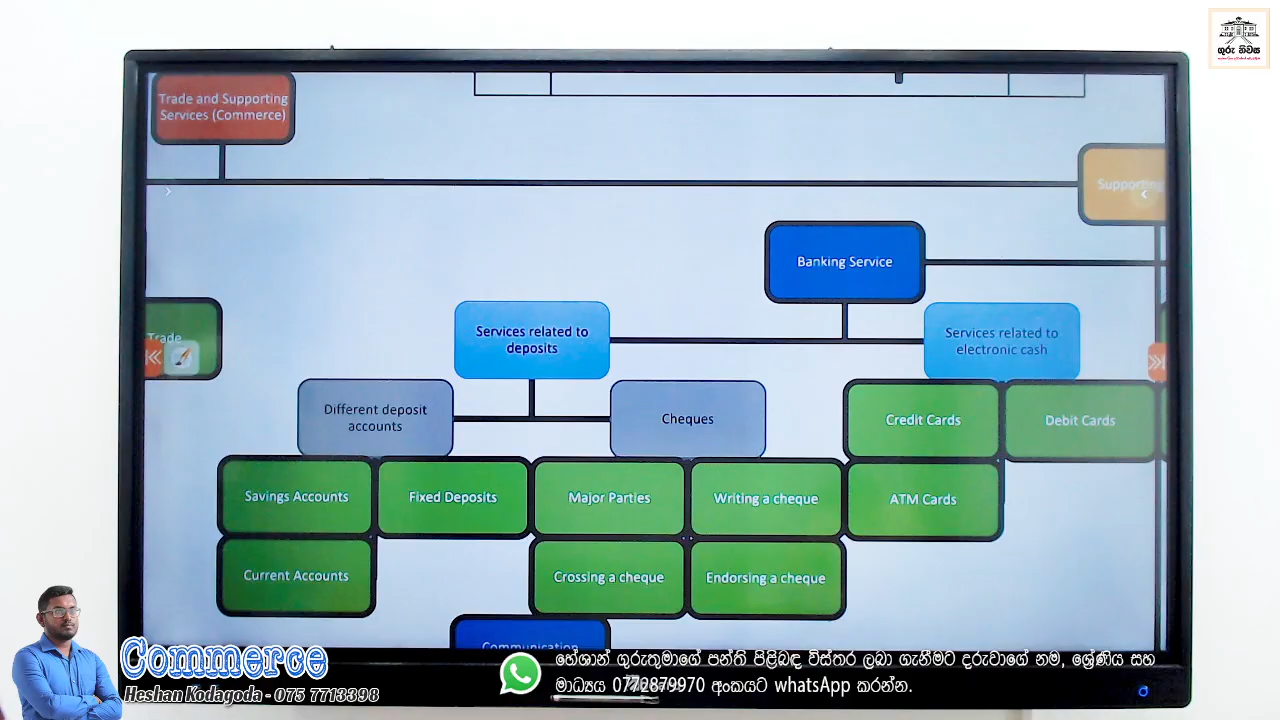 ගුරු නිවස
Trade and Supporting
Services (Commerce)
Supporting
Banking Service
Trade
Services related to
deposits
Services related to
electronic cash
Different deposit
accounts
Cheques
Credit Cards
Debit Cards
Savings Accounts
Fixed Deposits
Major Parties
Writing a cheque
ATM Cards
Current Accounts
Crossing a cheque
Endorsing a cheque
Communication
Commerce
Heshan Kodagoda - 075 7713398
හේශාන් ගුරුතුමාගේ පන්ති පිළිබඳ විස්තර ලබා ගැනීමට දරුවාගේ නම, ශ්‍රේණිය සහ
මාධ්‍යය 0772879970 අංකයට whatsApp කරන්න.